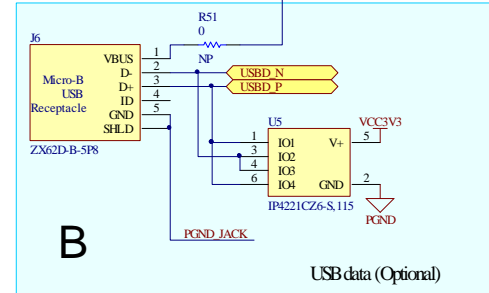 R51
0
NP
J6
Micro-B
USB
Receptacle
VBUS 1
D- 2
D+ 3
ID 4
GND 5
SHLD
ZX62D-B-5P8
USBD_N
USBD_P
U5
VCC3V3
1 IO1 V+ 5
3 IO2
4 IO3
6 IO4 GND 2
IP4221CZ6-S,115
PGND
PGND_JACK
B
USB data (Optional)